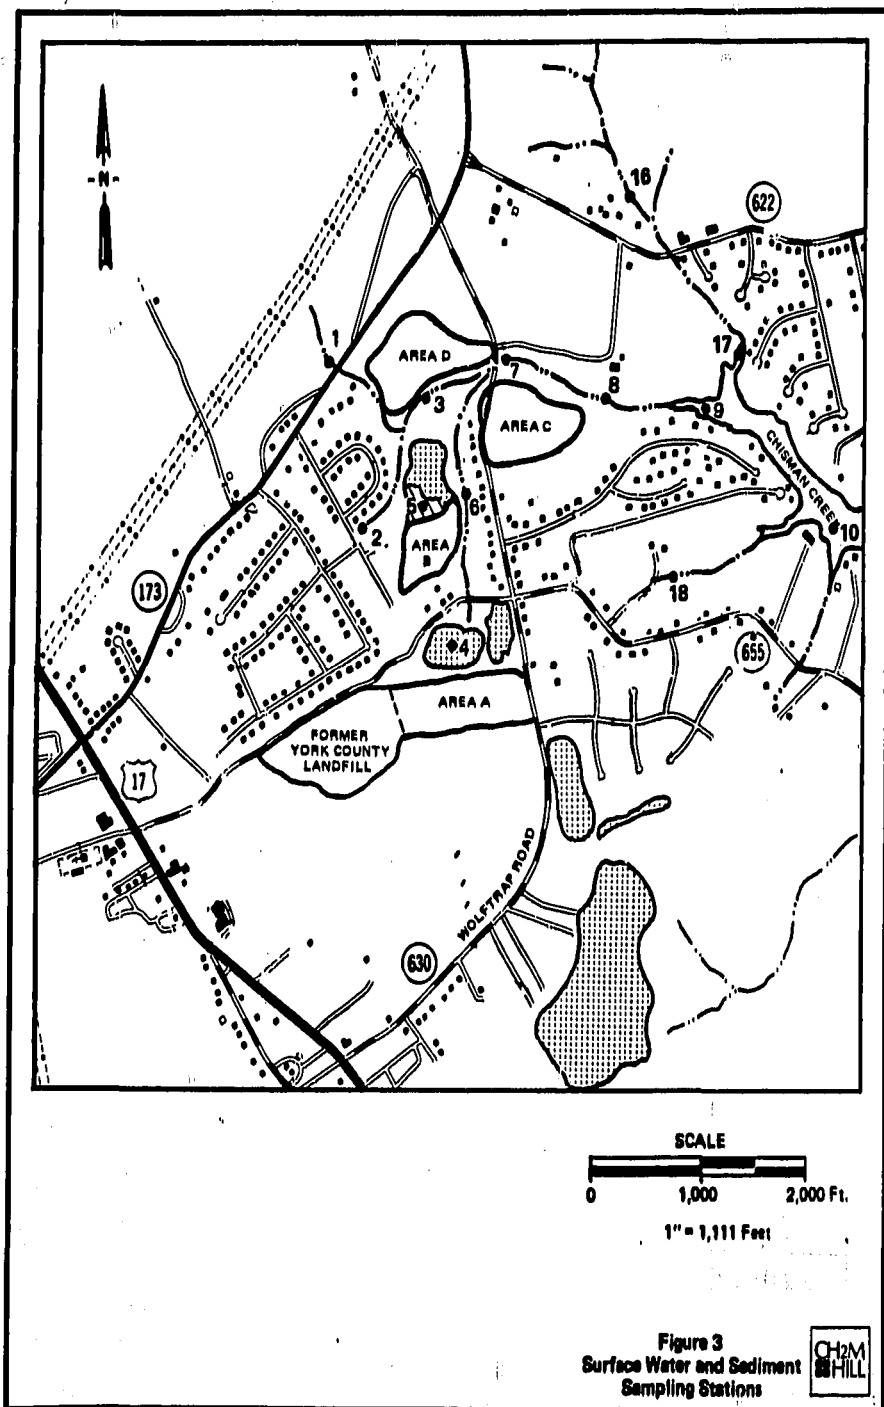 -N-
16
622
1
AREA D
7
17
3
8
9
AREA C
CHISMAN CREEK
5
6
2
10
AREA
B
18
173
4
655
AREA A
FORMER
YORK COUNTY
LANDFILL
17
WOLFTRAP ROAD
630
SCALE
0 1,000 2,000 Ft.
1" = 1,111 Feet
Figure 3
Surface Water and Sediment
Sampling Stations
CH2M
HILL